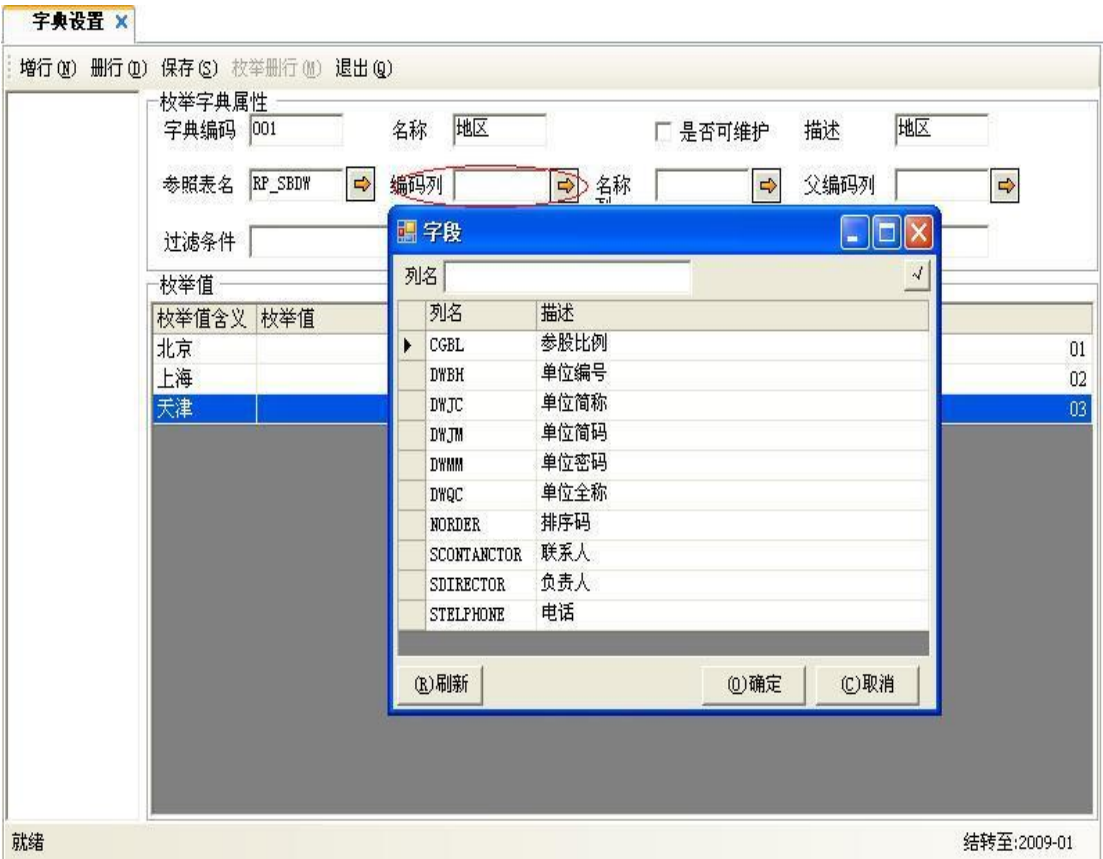 字典设置
增行(N) 删行(D) 保存(S) 枚举删行(M) 退出(Q)
枚举字典属性
字典编码 001 名称 地区 是否可维护 描述 地区
参照表名 RP_SBDW 编码列 名称 父编码列
过滤条件
字段
列名
列名 描述
CGBL 参股比例
DWBH 单位编号
DWJC 单位简称
DWJM 单位简码
DWMM 单位密码
DWQC 单位全称
NORDER 排序码
SCONTANCTOR 联系人
SDIRECTOR 负责人
STELPHONE 电话
(R)刷新 (O)确定 (C)取消
枚举值
枚举值含义 枚举值
北京 01
上海 02
天津 03
就绪 结转至:2009-01